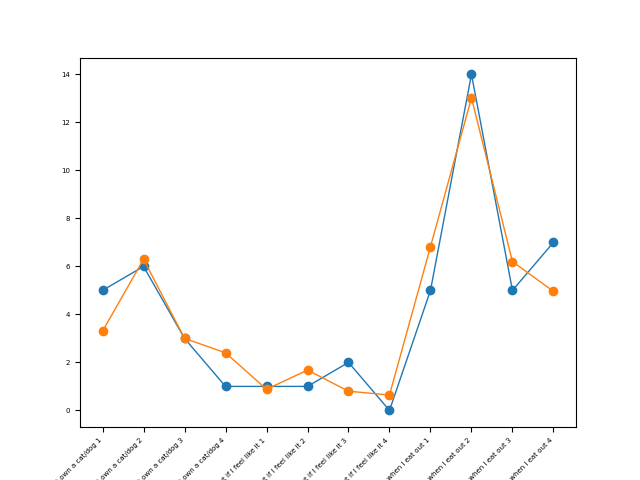 14
12
10
8
6
4
2
0
own a cat/dog 1
own a cat/dog 2
own a cat/dog 3
own a cat/dog 4
if I feel like it 1
if I feel like it 2
if I feel like it 3
if I feel like it 4
when I eat out 1
when I eat out 2
when I eat out 3
when I eat out 4